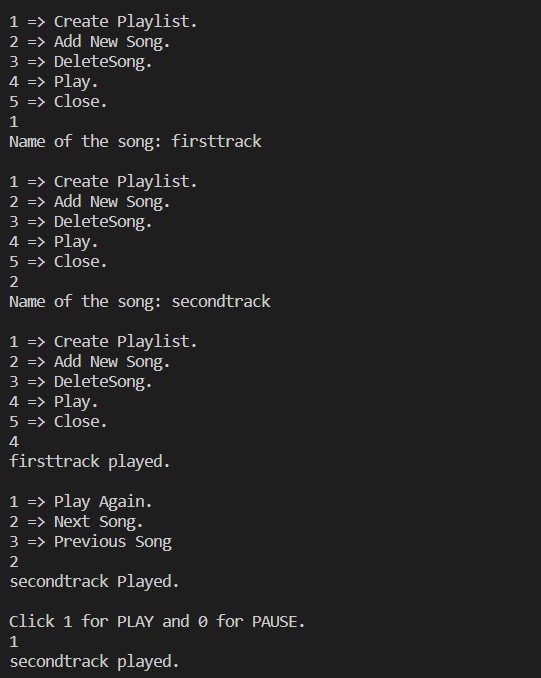 1 => Create Playlist.
2 => Add New Song.
3 => DeleteSong.
4 => Play.
5 => Close.
1
Name of the song: firsttrack
1 => Create Playlist.
2 => Add New Song.
3 => DeleteSong.
4 => Play.
5 => Close.
2
Name of the song: secondtrack
1 => Create Playlist.
2 => Add New Song.
3 => DeleteSong.
4 => Play.
5 => Close.
4
firsttrack played.
1 => Play Again.
2 => Next Song.
3 => Previous Song
2
secondtrack Played.
Click 1 for PLAY and 0 for PAUSE.
1
secondtrack played.